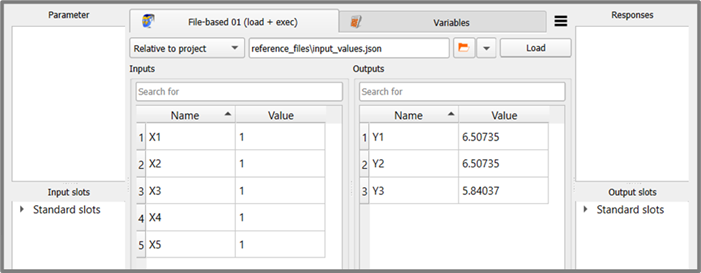 Parameter
File-based 01 (load + exec)
Variables
Responses
Relative to project
reference_files\input_values.json
Load
Inputs
Outputs
Search for
Search for
Name Value
Name Value
1 X1 1
1 Y1 6.50735
2 X2 1
2 Y2 6.50735
3 X3 1
3 Y3 5.84037
4 X4 1
5 X5 1
Input slots
Standard slots
Output slots
Standard slots